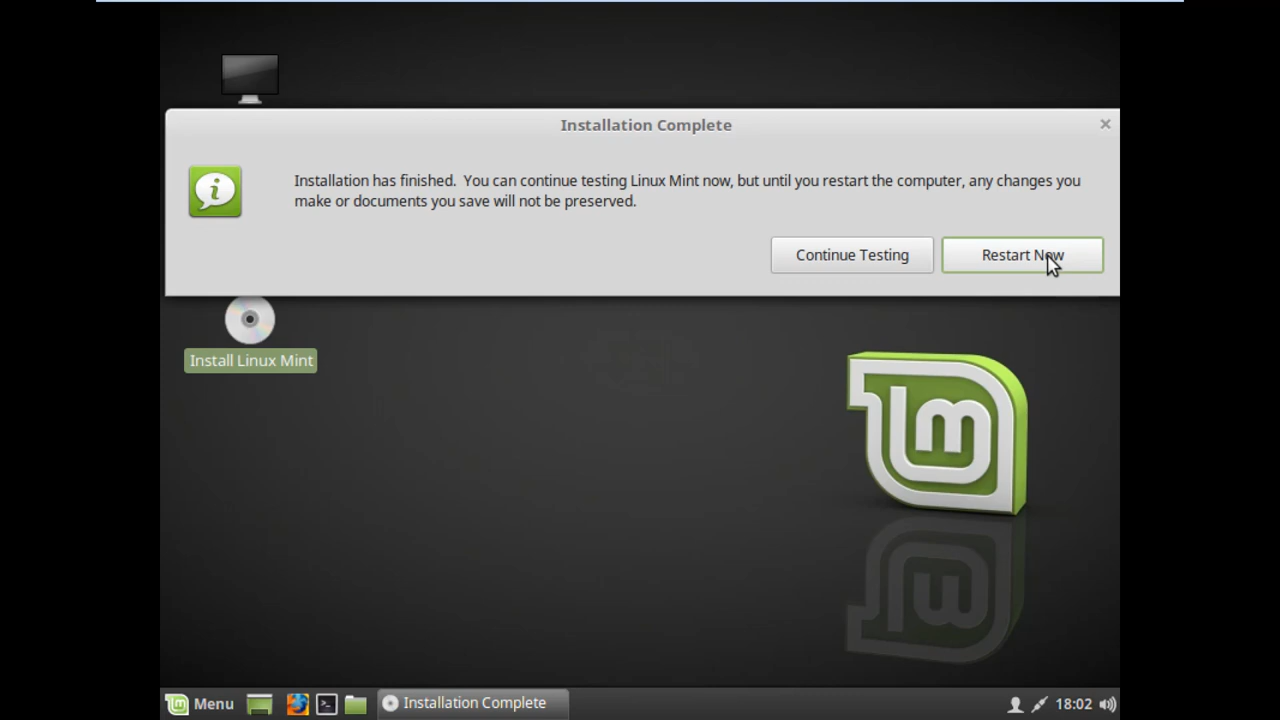 Installation Complete
Installation has finished.  You can continue testing Linux Mint now, but until you restart the computer, any changes you
make or documents you save will not be preserved.
Continue Testing
Restart Now
Install Linux Mint
Menu
Installation Complete
18:02